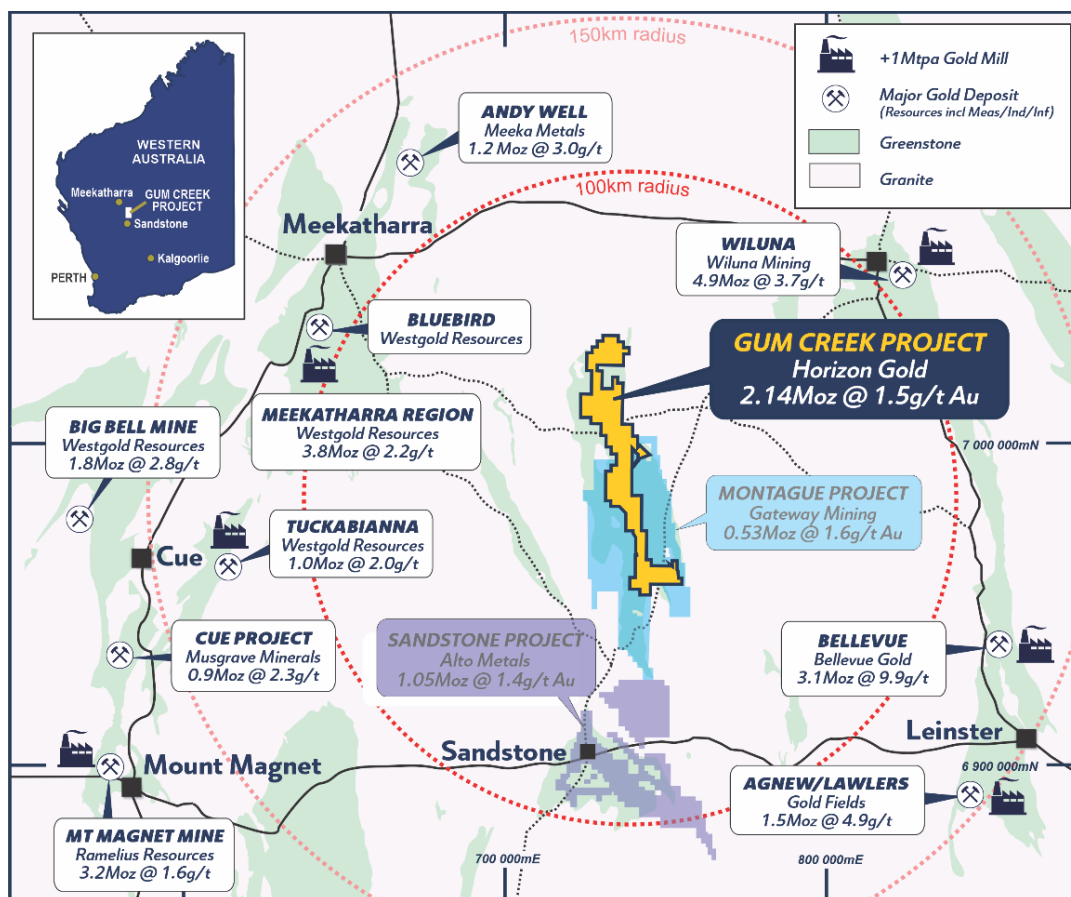 150km radius
+1Mtpa Gold Mill
Major Gold Deposit
(Resources incl Meas/Ind/Inf)
Greenstone
Granite
WESTERN
AUSTRALIA
Meekatharra
GUM CREEK
PROJECT
Sandstone
Kalgoorlie
PERTH
ANDY WELL
Meeka Metals
1.2 Moz @ 3.0g/t
100km radius
Meekatharra
WILUNA
Wiluna Mining
4.9Moz @ 3.7g/t
BLUEBIRD
Westgold Resources
GUM CREEK PROJECT
Horizon Gold
2.14Moz @ 1.5g/t Au
MEEKATHARRA REGION
Westgold Resources
3.8Moz @ 2.2g/t
BIG BELL MINE
Westgold Resources
1.8Moz @ 2.8g/t
7 000 000mN
MONTAGUE PROJECT
Gateway Mining
0.53Moz @ 1.6g/t Au
TUCKABIANNA
Westgold Resources
1.0Moz @ 2.0g/t
Cue
CUE PROJECT
Musgrave Minerals
0.9Moz @ 2.3g/t
SANDSTONE PROJECT
Alto Metals
1.05Moz @ 1.4g/t Au
BELLEVUE
Bellevue Gold
3.1Moz @ 9.9g/t
Leinster
Sandstone
Mount Magnet
6 900 000mN
AGNEW/LAWLERS
Gold Fields
1.5Moz @ 4.9g/t
MT MAGNET MINE
Ramelius Resources
3.2Moz @ 1.6g/t
700 000mE
800 000mE